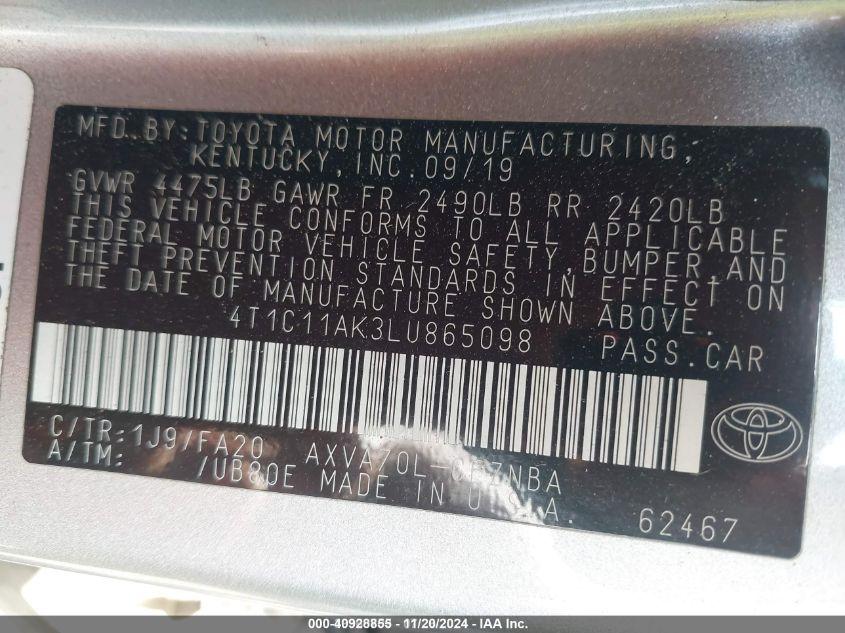 MFD. BY: TOYOTA MOTOR MANUFACTURING,
KENTUCKY, INC. 09/19
GVWR 4475LB GAWR FR 2490LB RR 2420LB
THIS VEHICLE CONFORMS TO ALL APPLICABLE
FEDERAL MOTOR VEHICLE SAFETY, BUMPER, AND
THEFT PREVENTION STANDARDS IN EFFECT ON
THE DATE OF MANUFACTURE SHOWN ABOVE.
4T1C11AK3LU865098 PASS.CAR
C/TR: 1J9/FA20
A/TM: /UB80E MADE IN U.S.A.
62467
000-40928855 - 11/20/2024 - IAAI.com